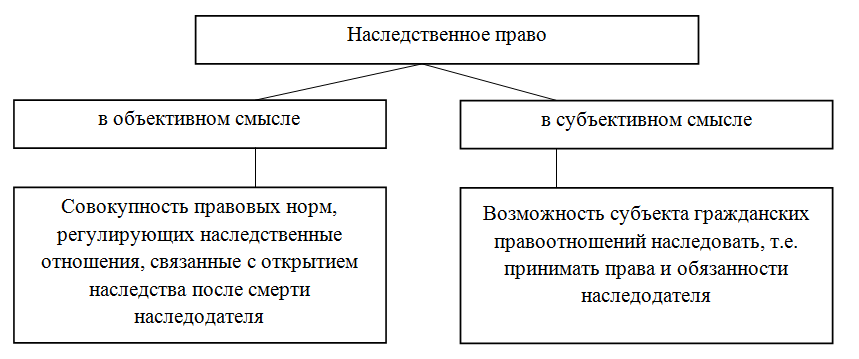 Наследственное право
в объективном смысле
в субъективном смысле
Совокупность правовых норм,
регулирующих наследственные
отношения, связанные с открытием
наследства после смерти
наследодателя
Возможность субъекта гражданских
правоотношений наследовать, т.е.
принимать права и обязанности
наследодателя